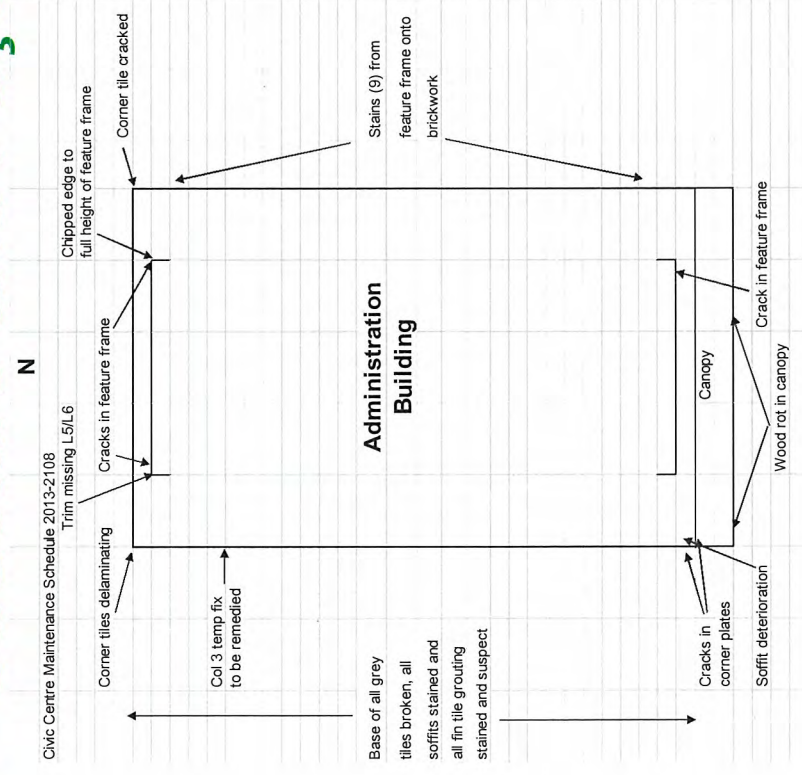 N
Civic Centre Maintenance Schedule 2013-2108
Trim missing L5/L6
Cracks in feature frame
Chipped edge to
full height of feature frame
Corner tile cracked
Corner tiles delaminating
Col 3 temp fix
to be remedied
Stains (9) from
feature frame onto
brickwork
Administration
Building
Base of all grey
tiles broken, all
soffits stained and
all fin tile grouting
stained and suspect
Canopy
Cracks in
corner plates
Soffit deterioration
Wood rot in canopy
Crack in feature frame